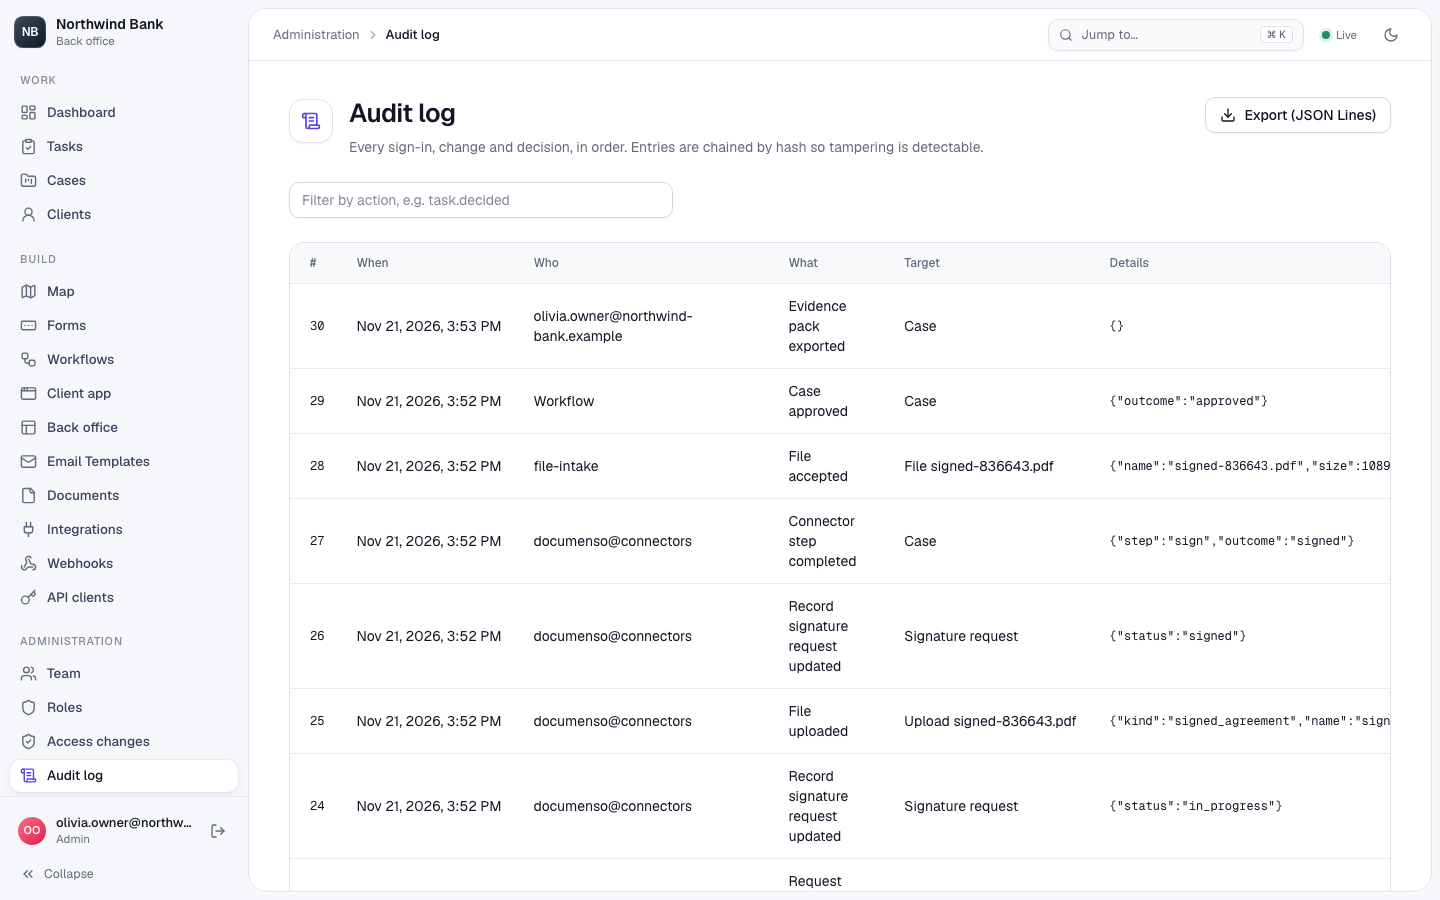 NB
Northwind Bank
Back office
WORK
Dashboard
Tasks
Cases
Clients
BUILD
Map
Forms
Workflows
Client app
Back office
Email Templates
Documents
Integrations
Webhooks
API clients
ADMINISTRATION
Team
Roles
Access changes
Audit log
OO
olivia.owner@northw...
Admin
Collapse
Administration > Audit log
Jump to...
⌘ K
Live
Audit log
Every sign-in, change and decision, in order. Entries are chained by hash so tampering is detectable.
Export (JSON Lines)
Filter by action, e.g. task.decided
# When Who What Target Details
30 Nov 21, 2026, 3:53 PM olivia.owner@northwind-bank.example Evidence pack exported Case {}
29 Nov 21, 2026, 3:52 PM Workflow Case approved Case {"outcome":"approved"}
28 Nov 21, 2026, 3:52 PM file-intake File accepted File signed-836643.pdf {"name":"signed-836643.pdf","size":1089
27 Nov 21, 2026, 3:52 PM documenso@connectors Connector step completed Case {"step":"sign","outcome":"signed"}
26 Nov 21, 2026, 3:52 PM documenso@connectors Record signature request updated Signature request {"status":"signed"}
25 Nov 21, 2026, 3:52 PM documenso@connectors File uploaded Upload signed-836643.pdf {"kind":"signed_agreement","name":"sign
24 Nov 21, 2026, 3:52 PM documenso@connectors Record signature request updated Signature request {"status":"in_progress"}
Request